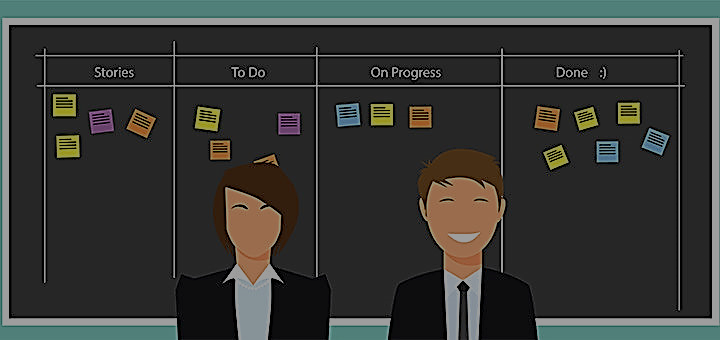 Stories
To Do
On Progress
Done :)